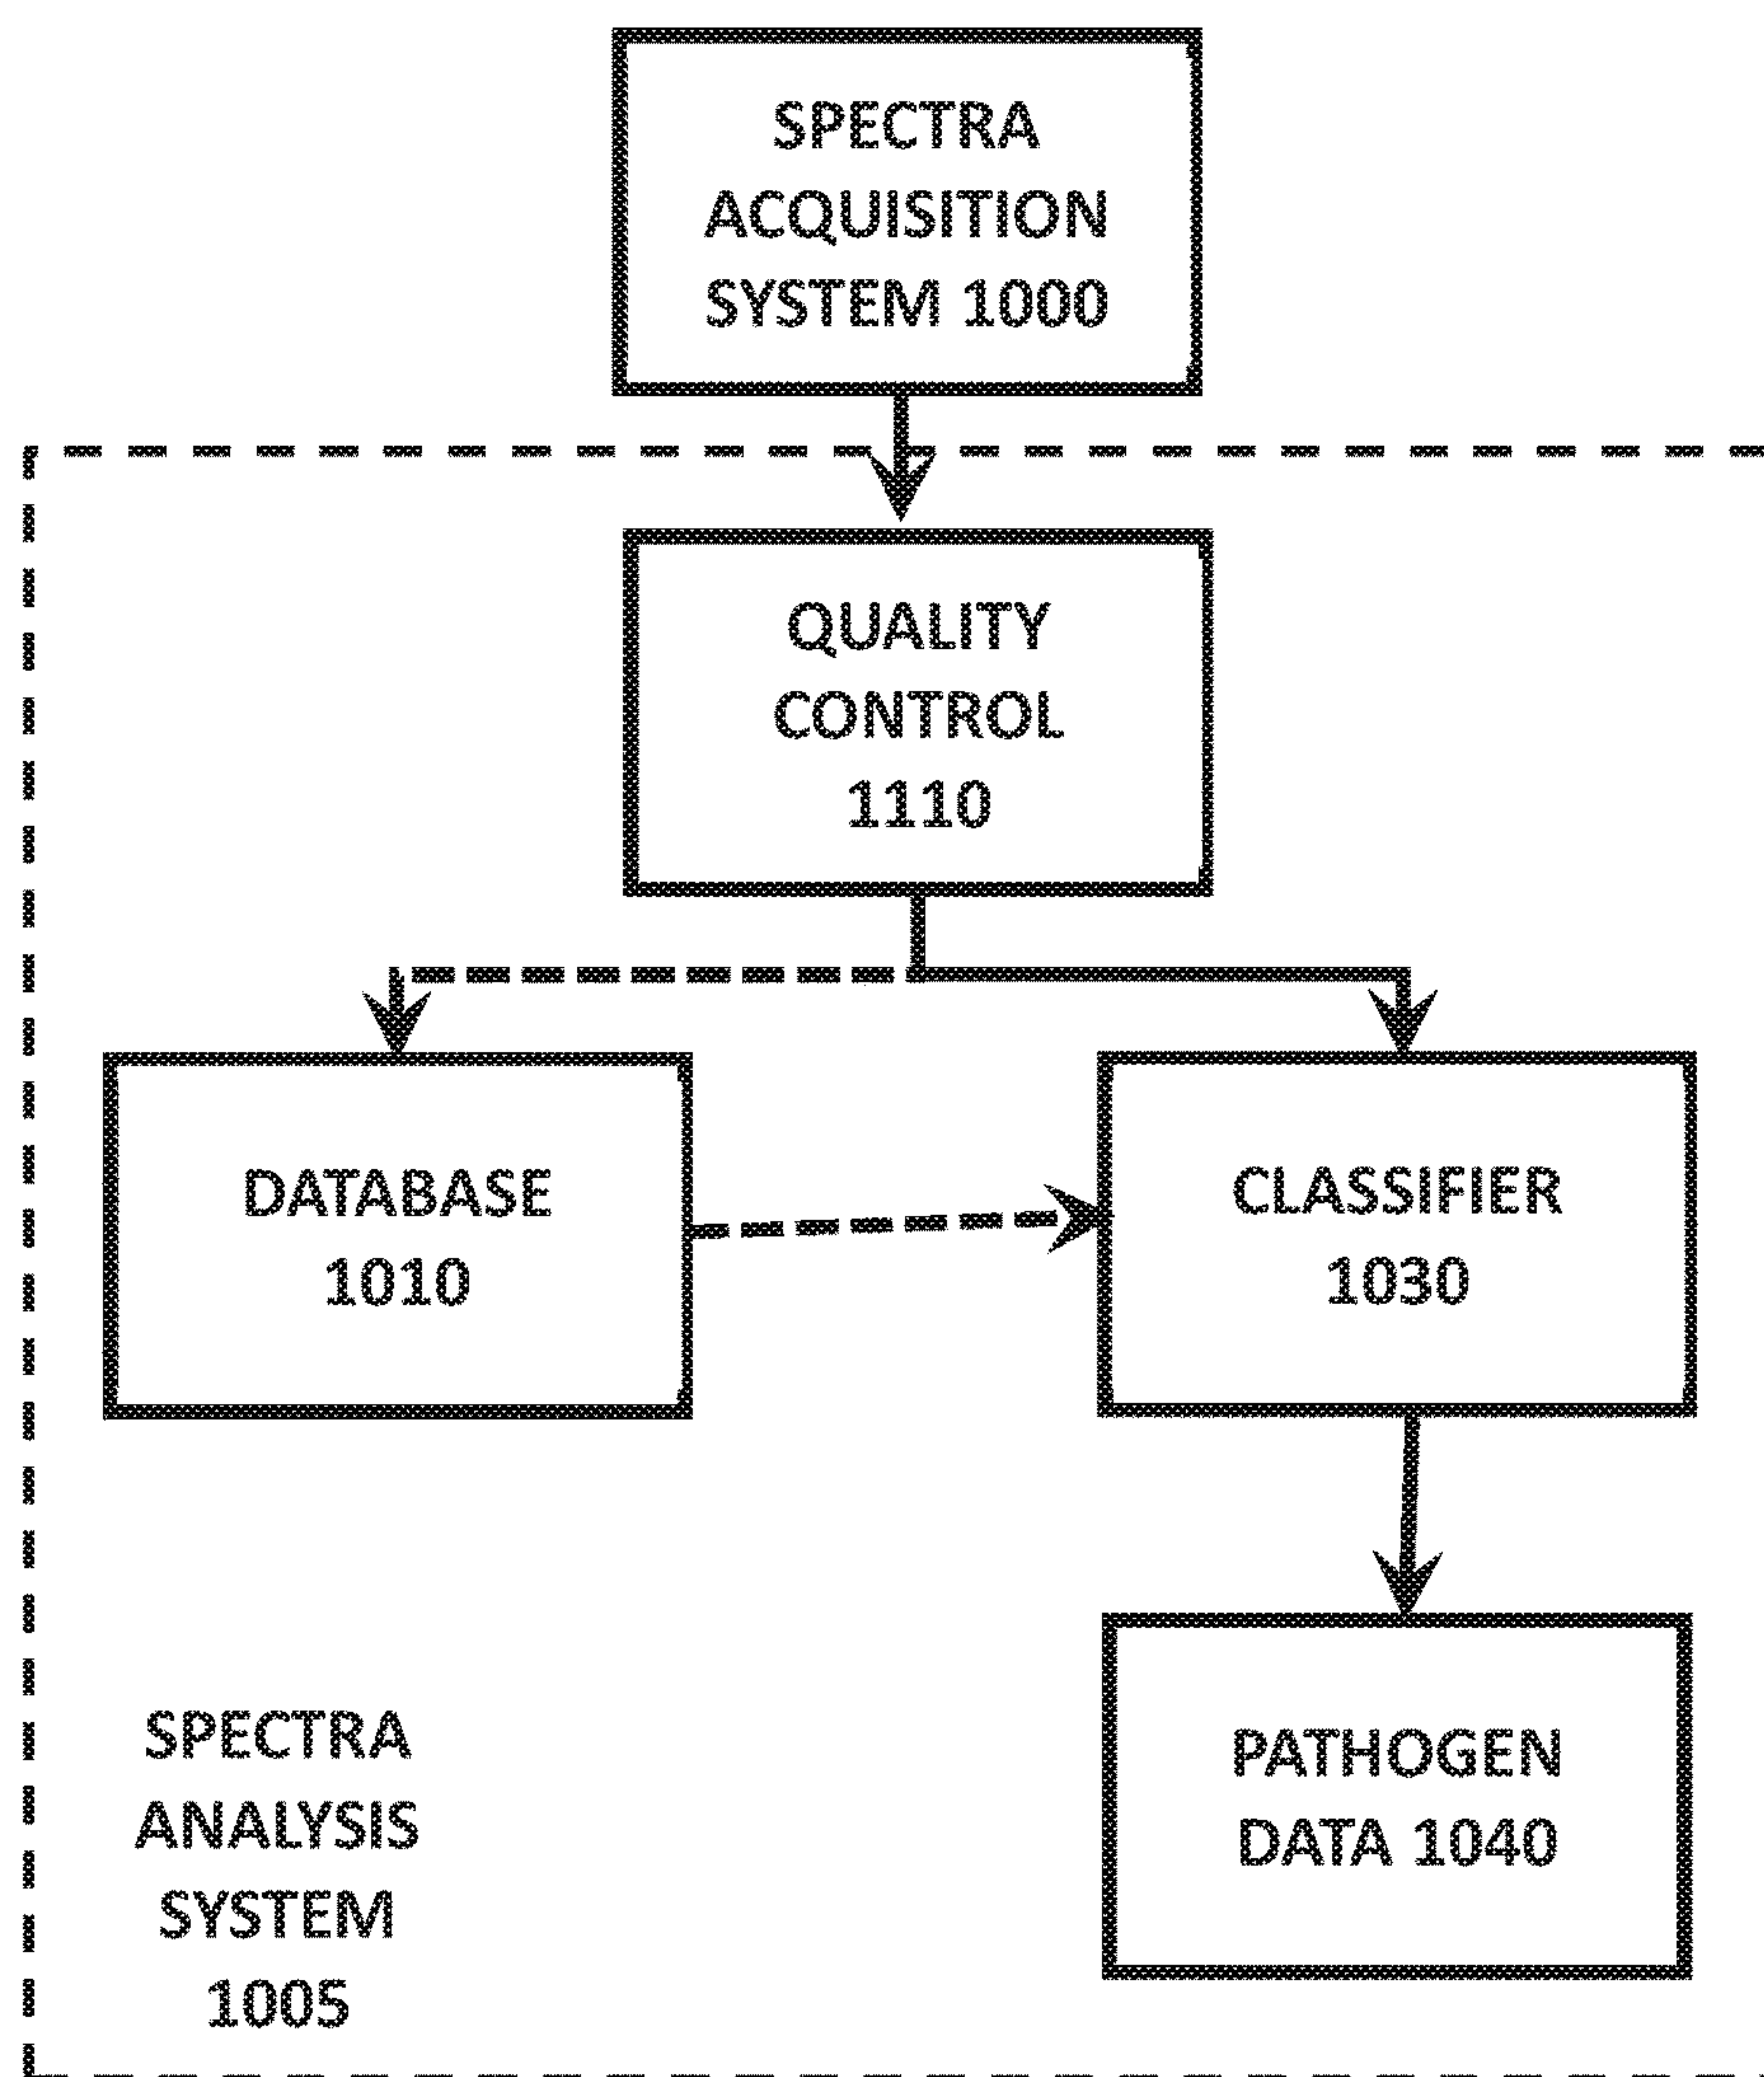 SPECTRA
ACQUISITION
SYSTEM 1000
QUALITY
CONTROL
1110
DATABASE
1010
CLASSIFIER
1030
SPECTRA
ANALYSIS
SYSTEM
1005
PATHOGEN
DATA 1040